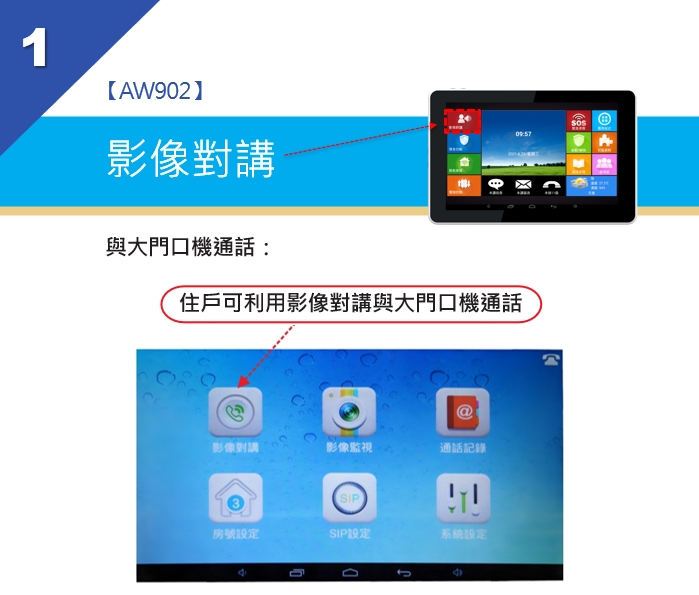 1
【AW902】
影像對講
09:57
SOS
與大門口機通話：
住戶可利用影像對講與大門口機通話
@
影像對講
影像監視
通話記錄
3
SIP
房號設定
SIP設定
系統設定